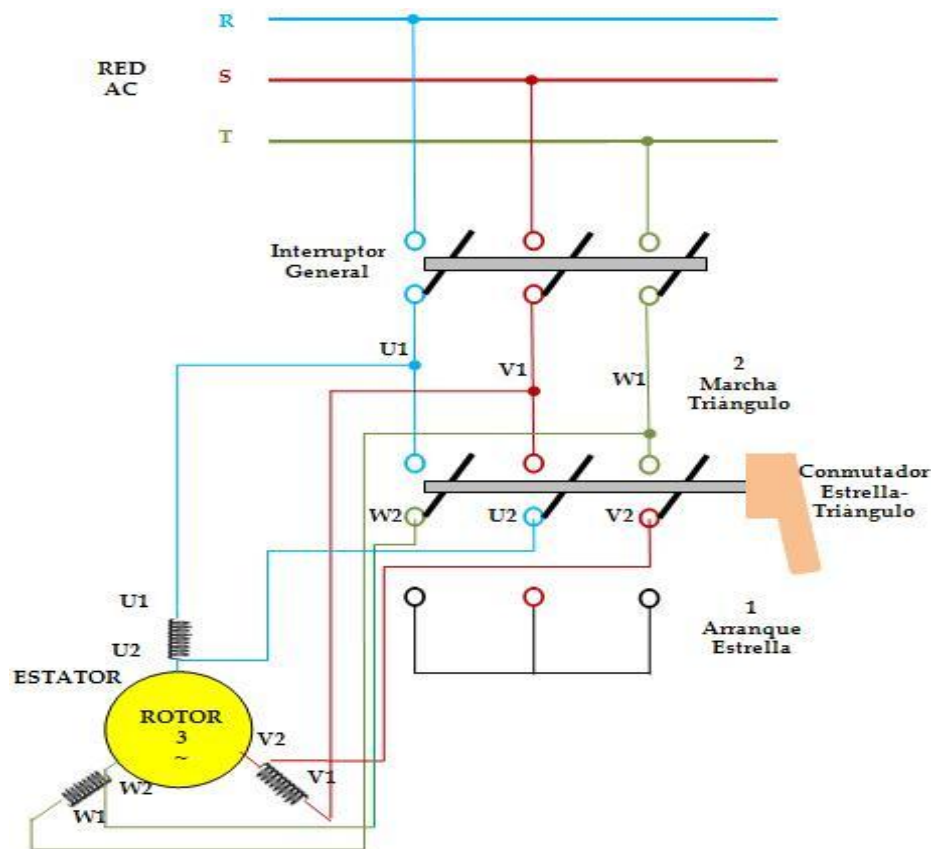 R
RED
AC
S
T
Interruptor
General
U1
V1
W1
2
Marcha
Triángulo
Conmutador
Estrella-
Triángulo
W2
U2
V2
1
Arranque
Estrella
U1
U2
ESTATOR
ROTOR
3
~
V2
V1
W2
W1